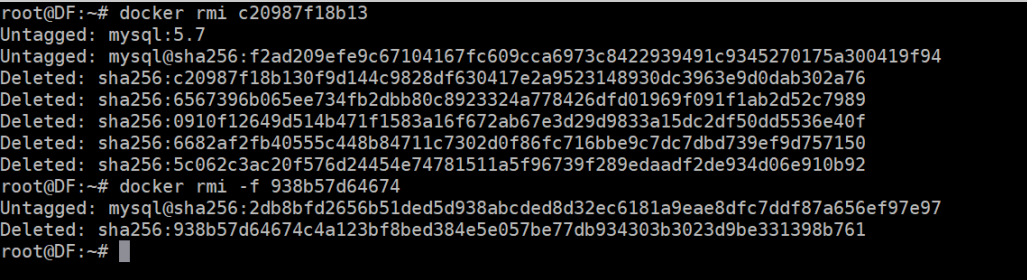 root@DF:~# docker rmi c20987f18b13
Untagged: mysql:5.7
Untagged: mysql@sha256:f2ad209efe9c67104167fc609cca6973c8422939491c9345270175a300419f94
Deleted: sha256:c20987f18b130f9d144c9828df630417e2a9523148930dc3963e9d0dab302a76
Deleted: sha256:6567396b065ee734fb2dbb80c8923324a778426dfd01969f091f1ab2d52c7989
Deleted: sha256:0910f12649d514b471f1583a16f672ab67e3d29d9833a15dc2df50dd5536e40f
Deleted: sha256:6682af2fb40555c448b84711c7302d0f86fc716bbe9c7dc7dbd739ef9d757150
Deleted: sha256:5c062c3ac20f576d24454e74781511a5f96739f289edaadf2de934d06e910b92
root@DF:~# docker rmi -f 938b57d64674
Untagged: mysql@sha256:2db8bfd2656b51ded5d938abcded8d32ec6181a9eae8dfc7ddf87a656ef97e97
Deleted: sha256:938b57d64674c4a123bf8bed384e5e057be77db934303b3023d9be331398b761
root@DF:~#